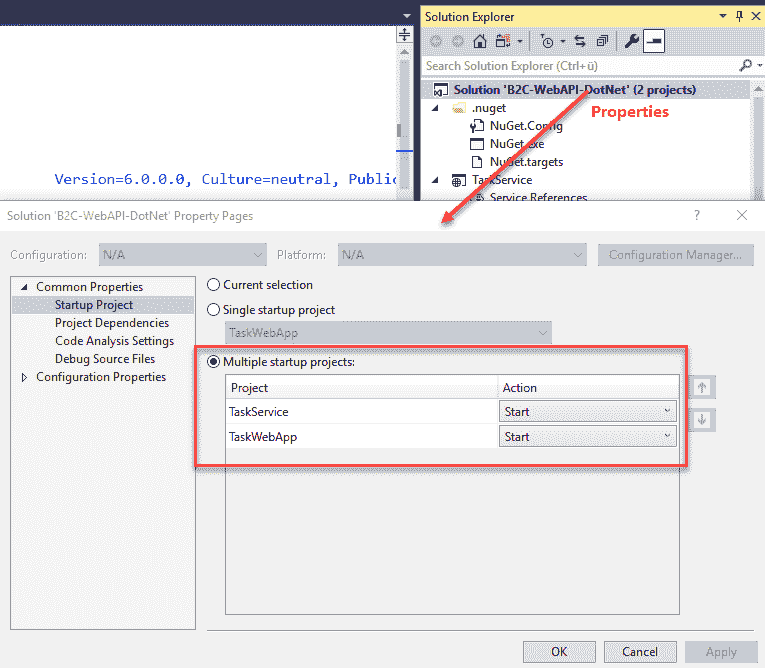 Solution Explorer
Search Solution Explorer (Ctrl+ü)
Solution 'B2C-WebAPI-DotNet' (2 projects)
.nuget
Properties
NuGet.Config
NuGet.exe
NuGet.targets
Version=6.0.0.0, Culture=neutral, Public
TaskService
Service References
Solution 'B2C-WebAPI-DotNet' Property Pages
?
Configuration: N/A Platform: N/A Configuration Manager...
Common Properties
Startup Project
Project Dependencies
Code Analysis Settings
Debug Source Files
Configuration Properties
Current selection
Single startup project
TaskWebApp
Multiple startup projects:
Project Action
TaskService Start
TaskWebApp Start
OK Cancel Apply